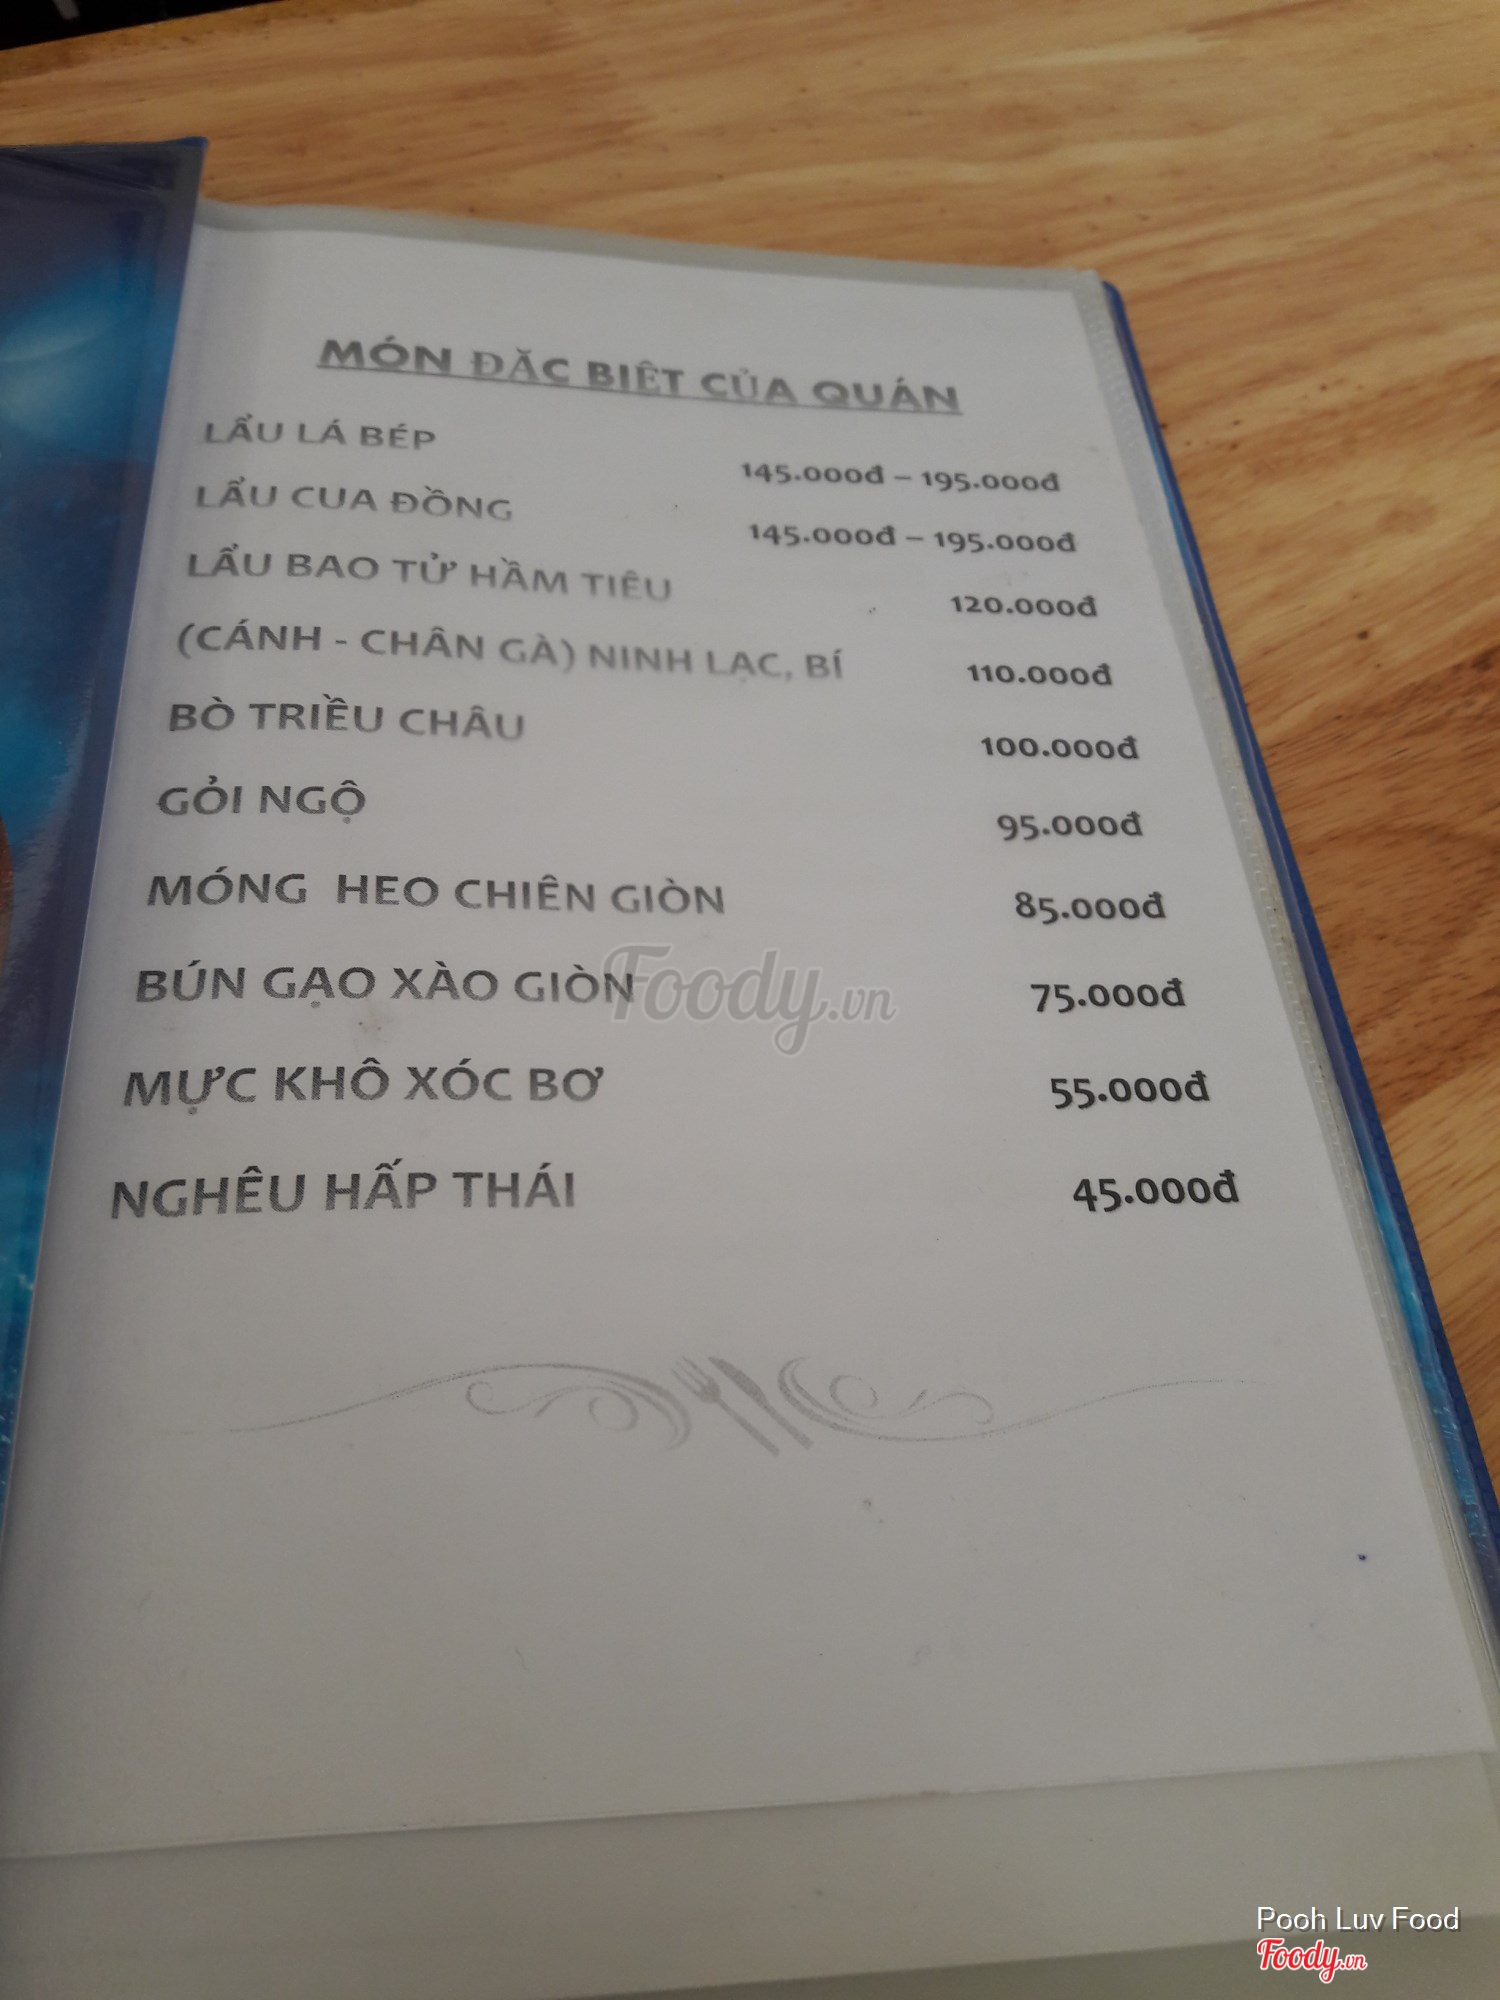 MÓN ĐẶC BIỆT CỦA QUÁN
LẨU LÁ BÉP 145.000đ – 195.000đ
LẨU CUA ĐỒNG 145.000đ – 195.000đ
LẨU BAO TỬ HẦM TIÊU 120.000đ
(CÁNH - CHÂN GÀ) NINH LẠC, BÍ 110.000đ
BÒ TRIỀU CHÂU 100.000đ
GỎI NGỘ 95.000đ
MÓNG HEO CHIÊN GIÒN 85.000đ
BÚN GẠO XÀO GIÒN 75.000đ
Foody.vn
MỰC KHÔ XÓC BƠ 55.000đ
NGHÊU HẤP THÁI 45.000đ
Pooh Luv Food
Foody.vn